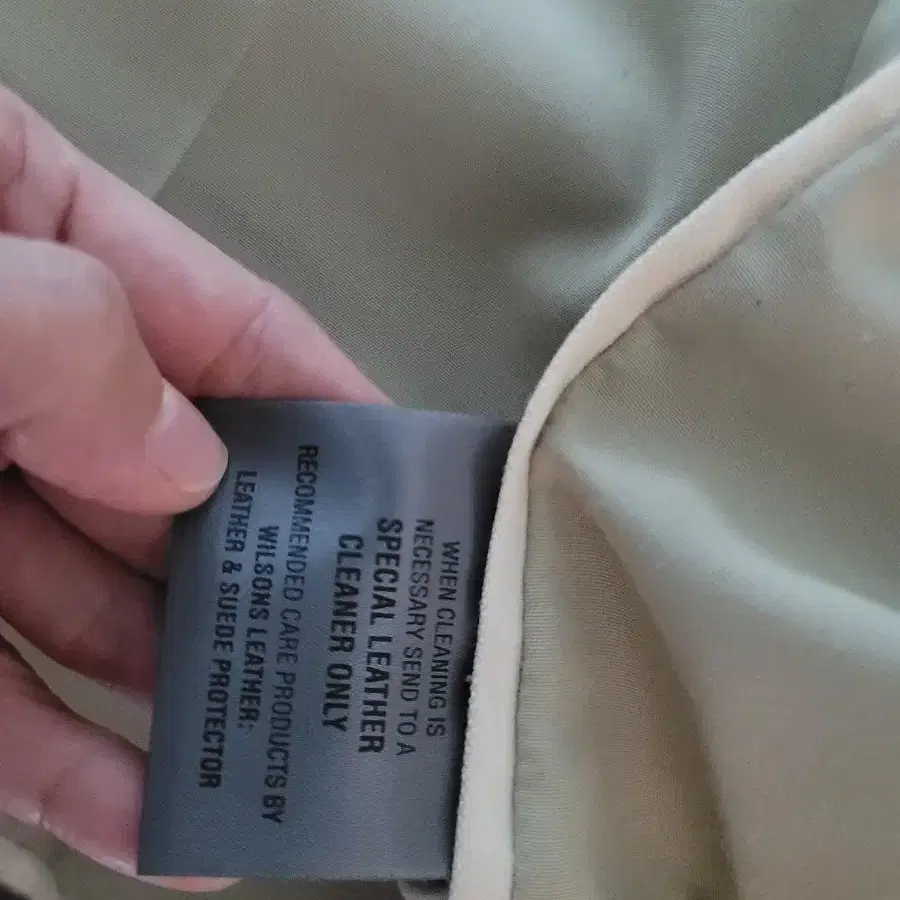 WHEN CLEANING IS
NECESSARY SEND TO A
SPECIAL LEATHER
CLEANER ONLY
RECOMMENDED CARE PRODUCTS BY
WILSONS LEATHER:
LEATHER & SUEDE PROTECTOR